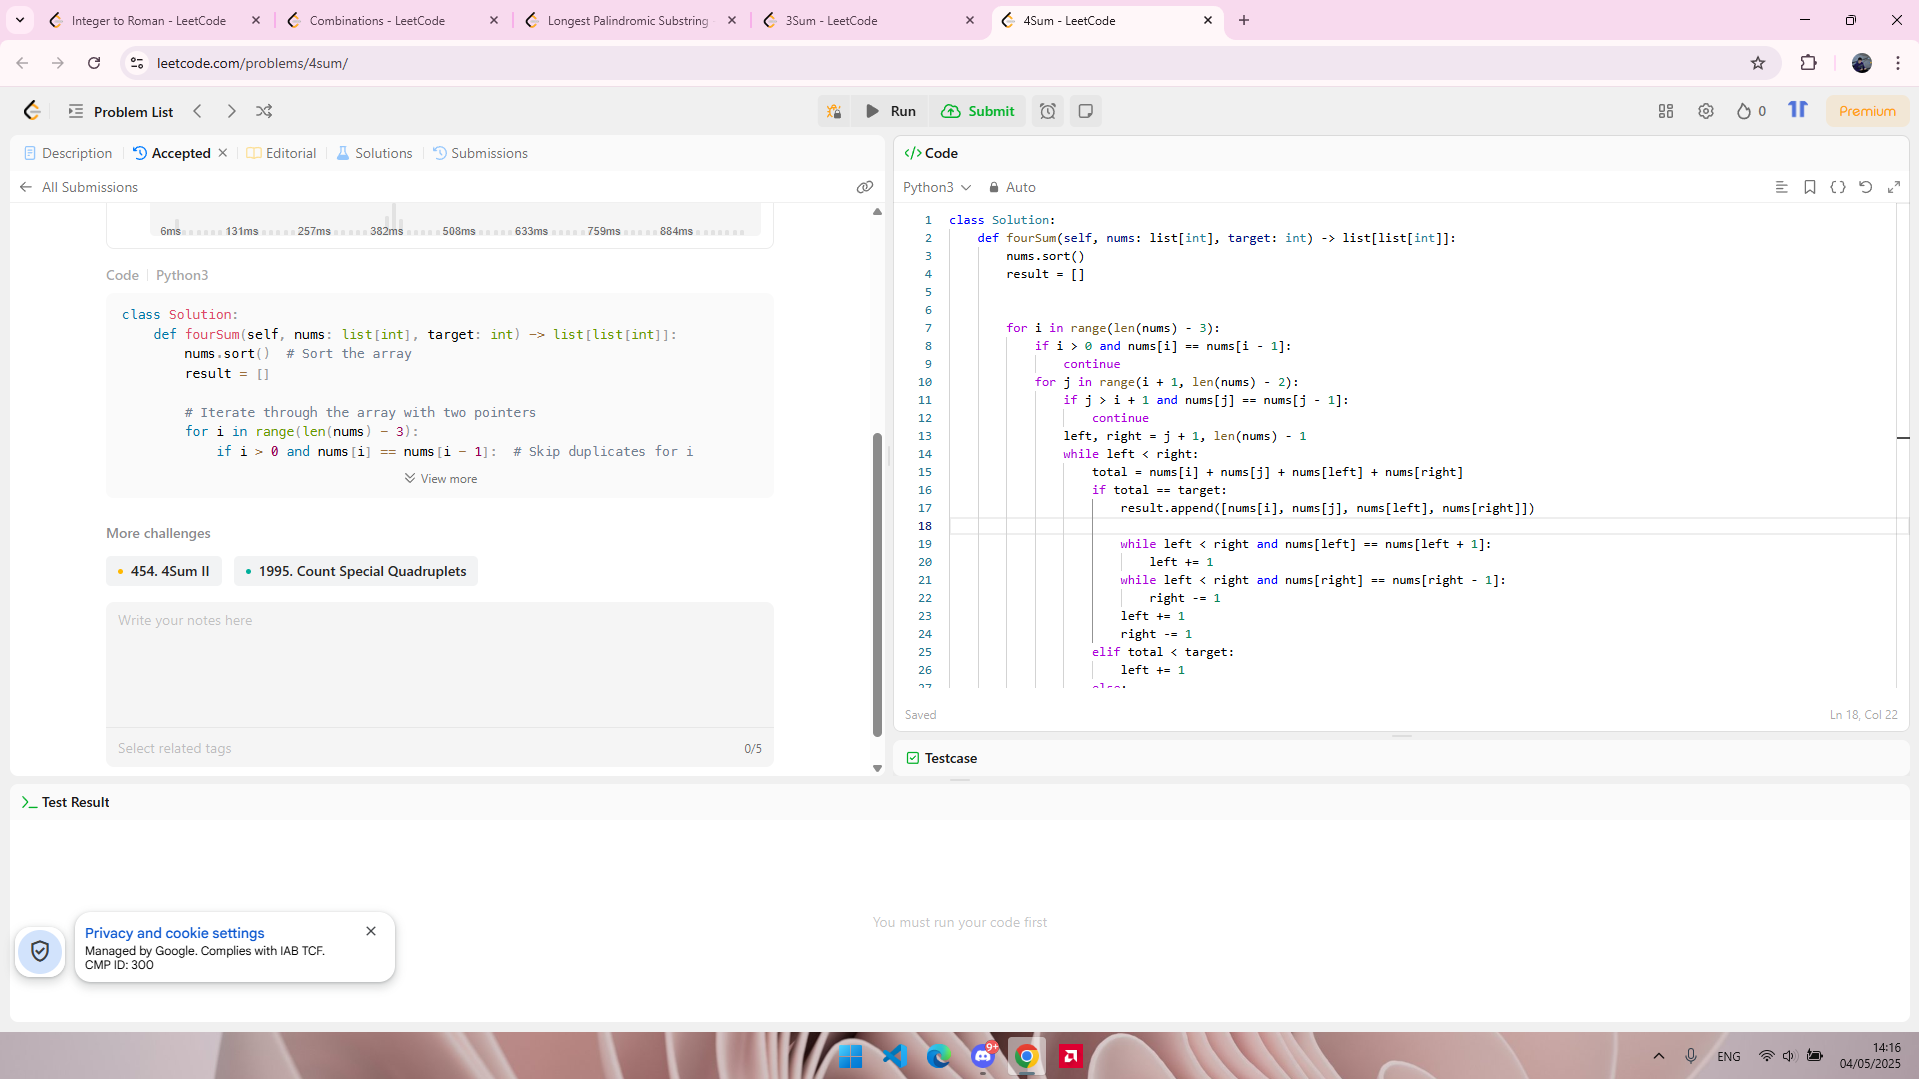 Integer to Roman - LeetCode
Combinations - LeetCode
Longest Palindromic Substring
3Sum - LeetCode
4Sum - LeetCode
leetcode.com/problems/4sum/
Problem List
Run
Submit
0
Premium
Description
Accepted
Editorial
Solutions
Submissions
All Submissions
6ms 131ms 257ms 382ms 508ms 633ms 759ms 884ms
Code
Python3
class Solution:
    def fourSum(self, nums: list[int], target: int) -> list[list[int]]:
        nums.sort()  # Sort the array
        result = []
        # Iterate through the array with two pointers
        for i in range(len(nums) - 3):
            if i > 0 and nums[i] == nums[i - 1]:  # Skip duplicates for i
View more
More challenges
454. 4Sum II
1995. Count Special Quadruplets
Write your notes here
Select related tags
0/5
Code
Python3
Auto
1 class Solution:
2     def fourSum(self, nums: list[int], target: int) -> list[list[int]]:
3         nums.sort()
4         result = []
5
6
7         for i in range(len(nums) - 3):
8             if i > 0 and nums[i] == nums[i - 1]:
9                 continue
10             for j in range(i + 1, len(nums) - 2):
11                 if j > i + 1 and nums[j] == nums[j - 1]:
12                     continue
13                 left, right = j + 1, len(nums) - 1
14                 while left < right:
15                     total = nums[i] + nums[j] + nums[left] + nums[right]
16                     if total == target:
17                         result.append([nums[i], nums[j], nums[left], nums[right]])
18
19                         while left < right and nums[left] == nums[left + 1]:
20                             left += 1
21                         while left < right and nums[right] == nums[right - 1]:
22                             right -= 1
23                         left += 1
24                         right -= 1
25                     elif total < target:
26                         left += 1
27                     else:
Saved
Ln 18, Col 22
Testcase
Test Result
You must run your code first
Privacy and cookie settings
Managed by Google. Complies with IAB TCF.
CMP ID: 300
9+
ENG
14:16
04/05/2025